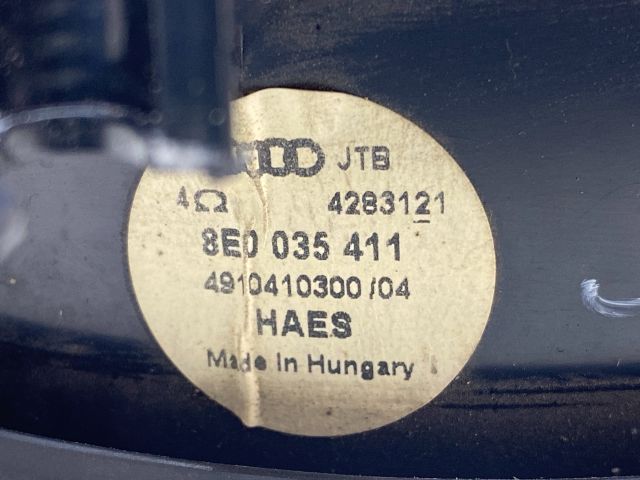 JTB
4Ω 4283121
8E0 035 411
4910410300/04
HAES
Made In Hungary